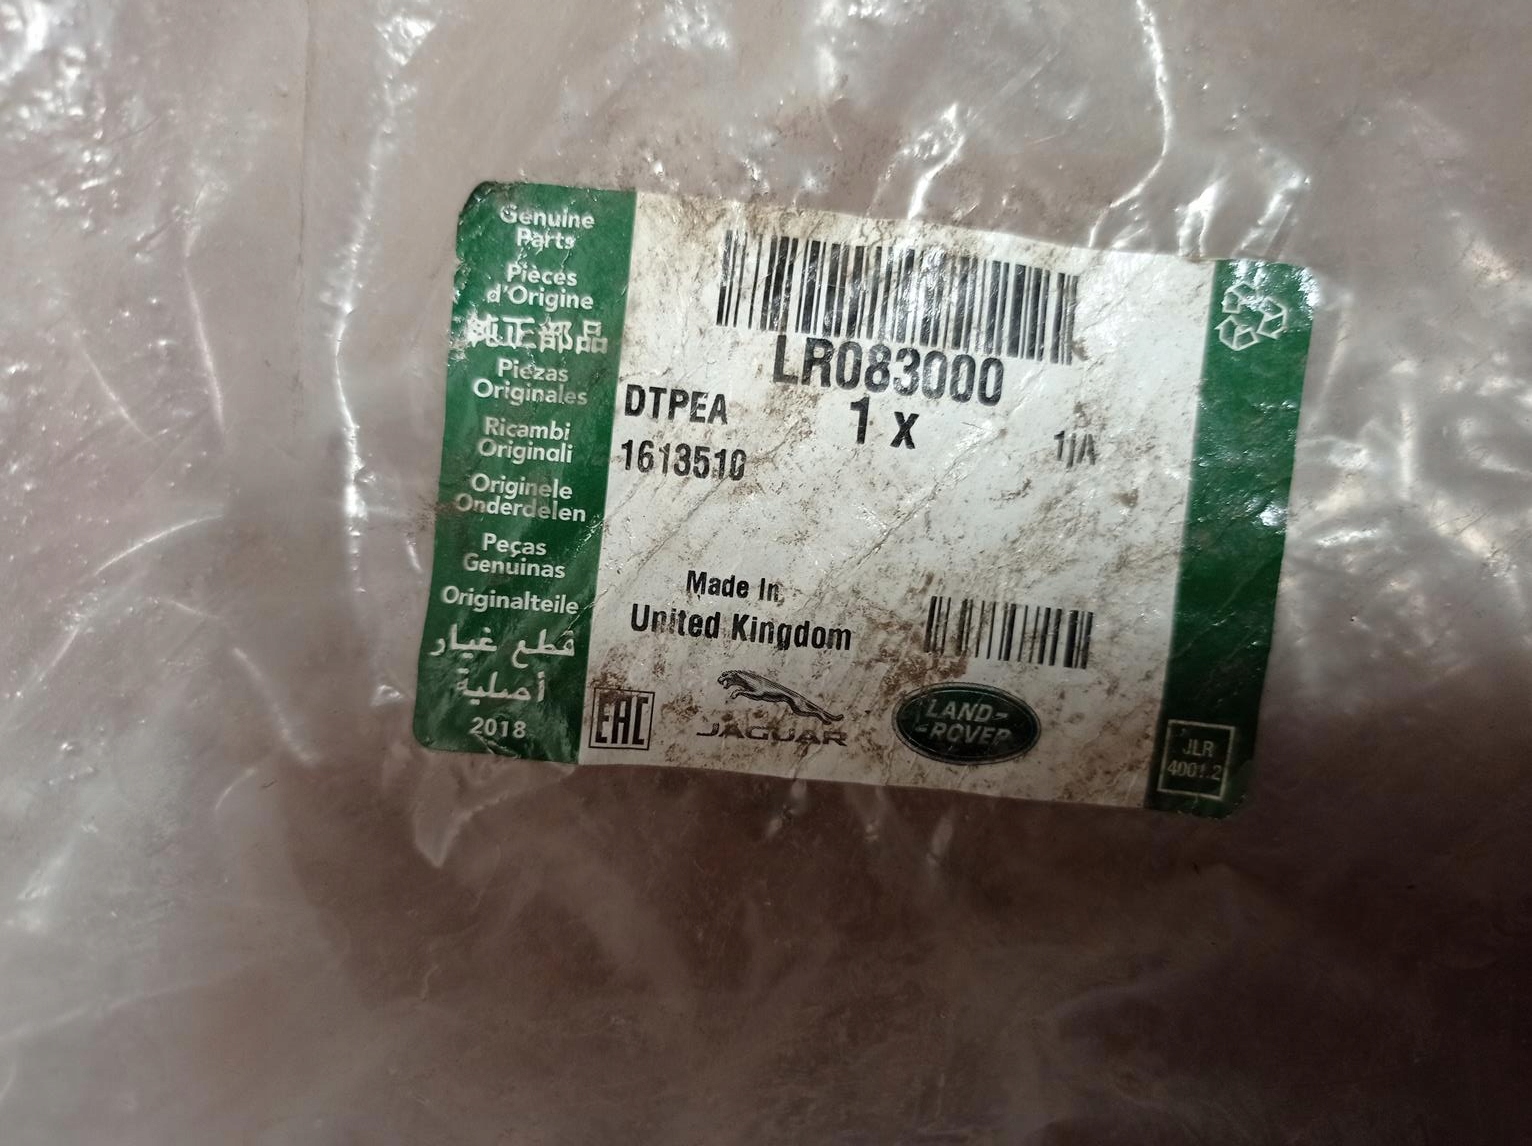 Genuine
Parts
Pièces
d'Origine
純正部品
Piezas
Originales
Ricambi
Originali
Originele
Onderdelen
Peças
Genuinas
Originalteile
قطع غيار
أصلية
2018
LR083000
DTPEA
1 x
1/A
1613510
Made In
United Kingdom
EAC
JAGUAR
LAND-
-ROVER
JLR
4001.2